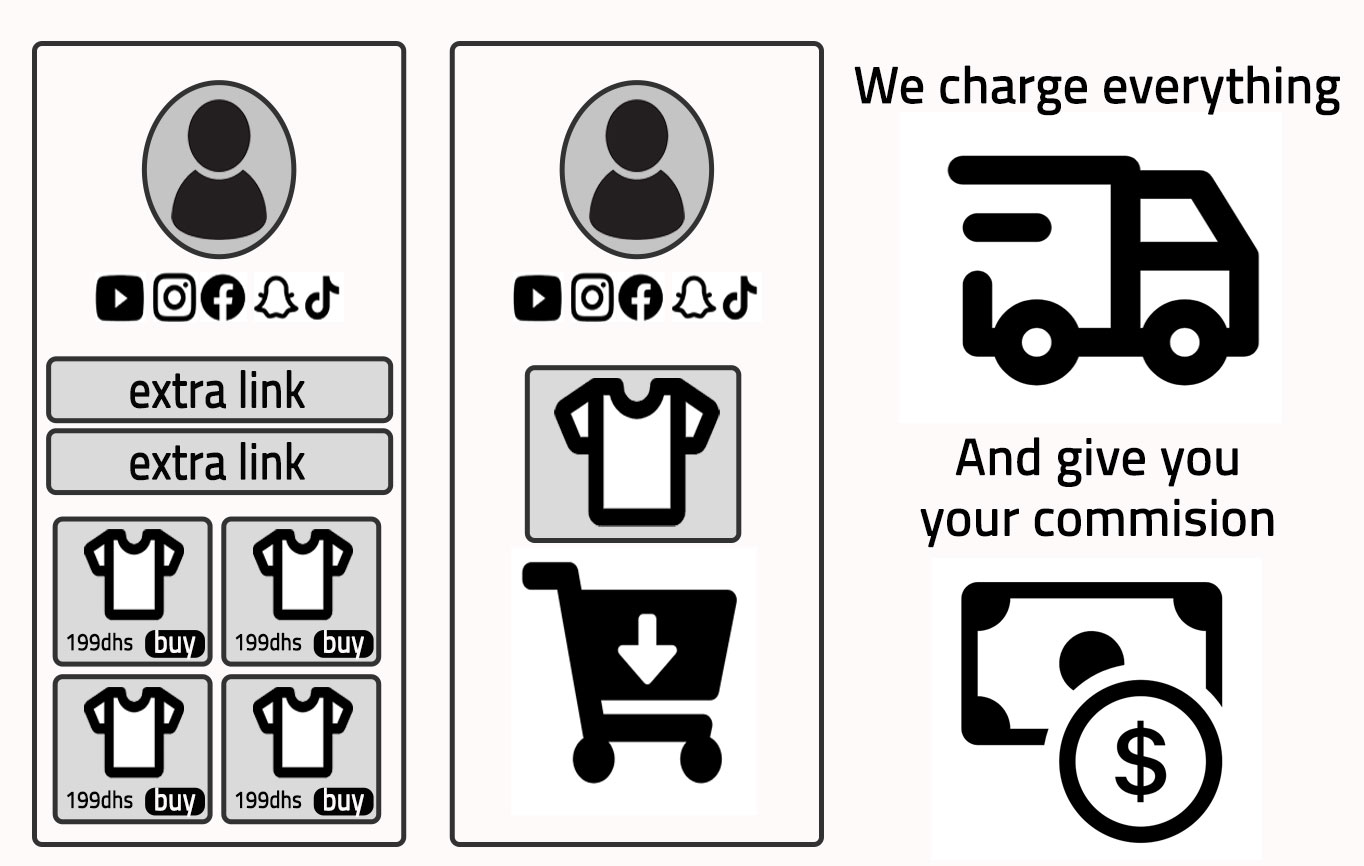 extra link
extra link
199dhs buy
199dhs buy
199dhs buy
199dhs buy
We charge everything
And give you
your commision
$